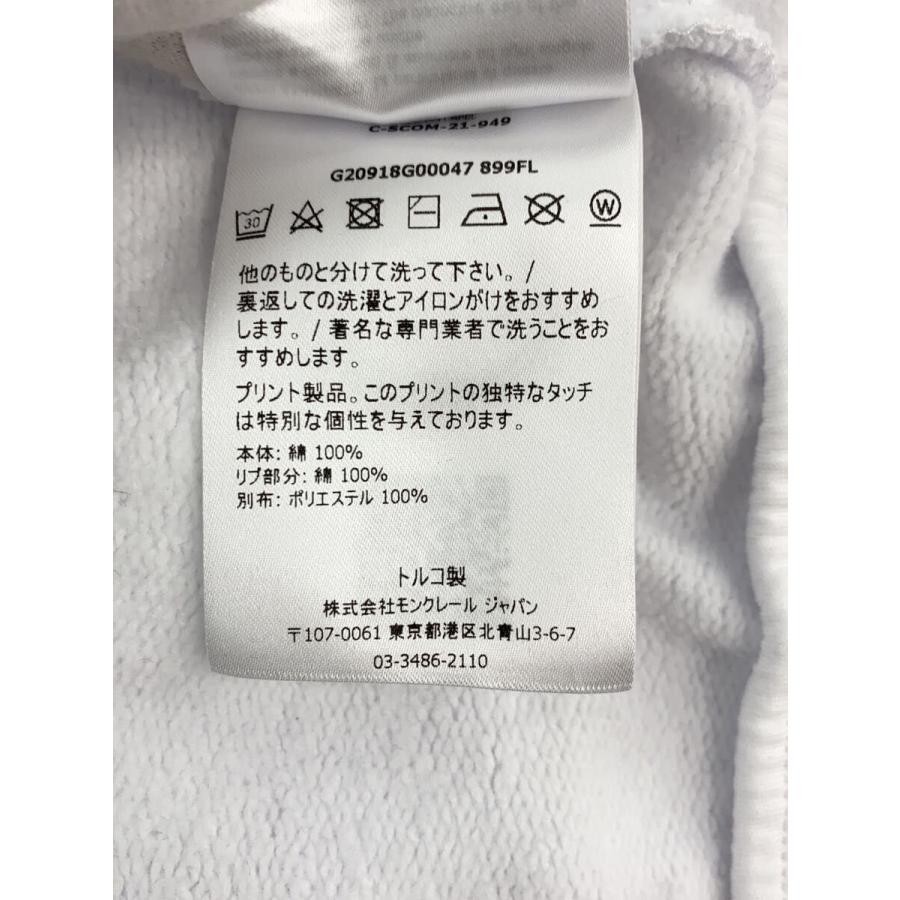 C-SCOM-21-949
G20918G00047 899FL
30
W
他のものと分けて洗って下さい。/
裏返しての洗濯とアイロンがけをおすすめ
します。/ 著名な専門業者で洗うことをお
すすめします。
プリント製品。このプリントの独特なタッチ
は特別な個性を与えております。
本体: 綿 100%
リブ部分: 綿 100%
別布: ポリエステル 100%
トルコ製
株式会社モンクレール ジャパン
〒107-0061 東京都港区北青山3-6-7
03-3486-2110